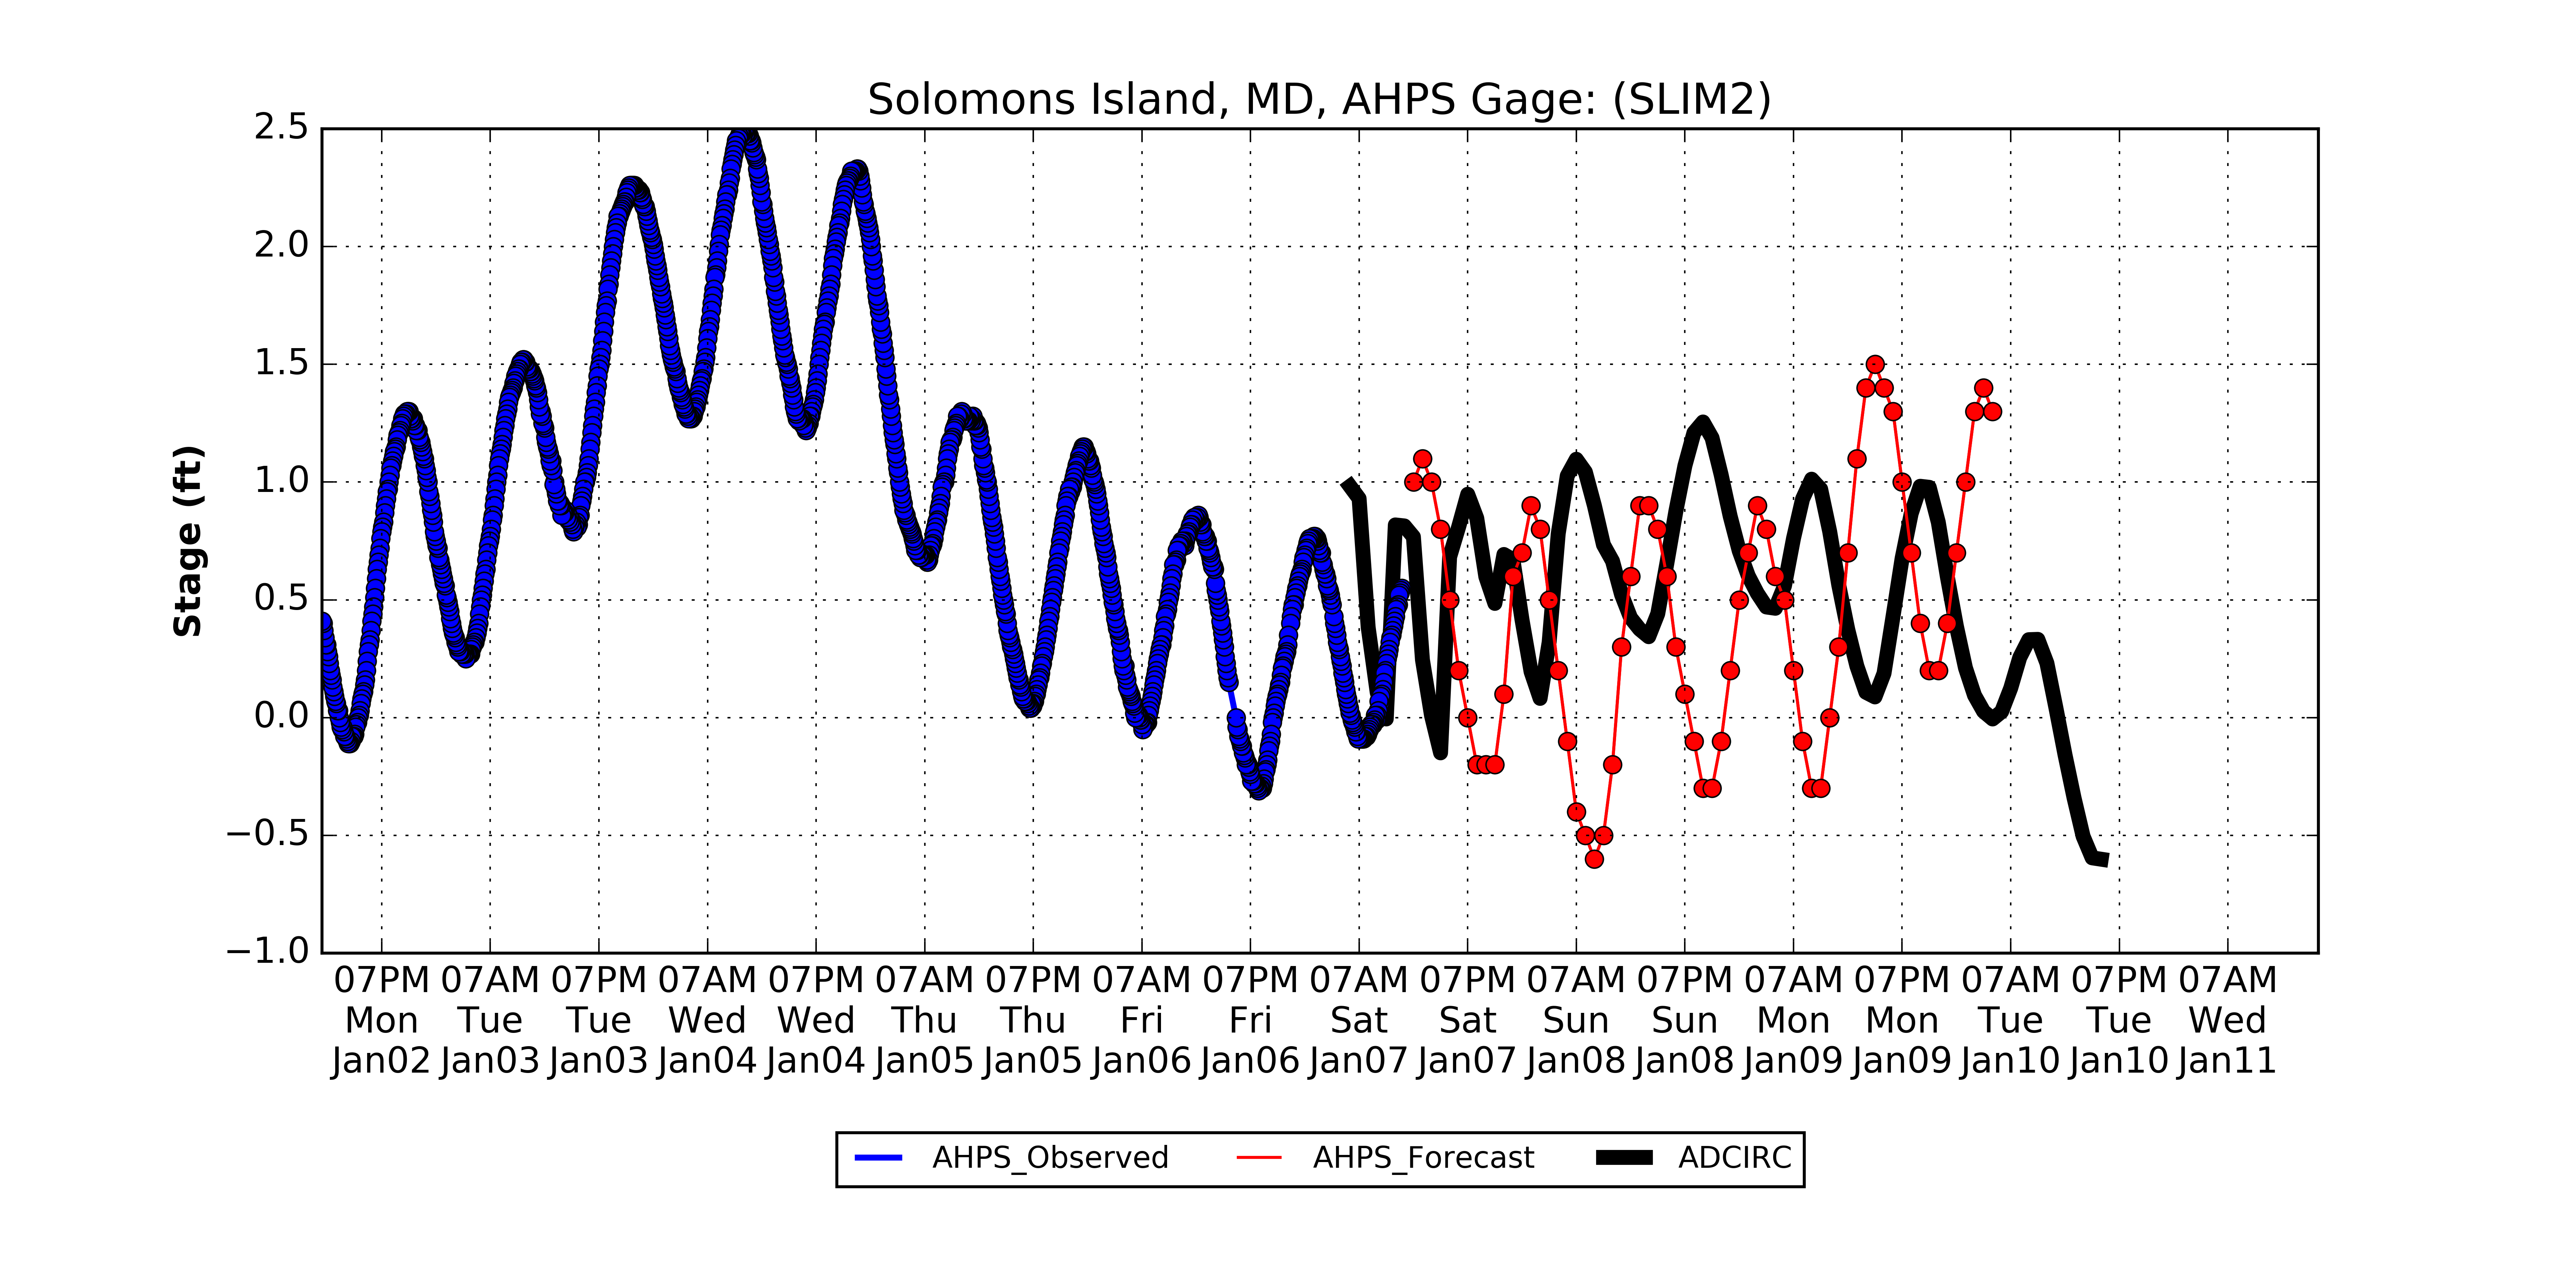 Solomons Island, MD, AHPS Gage: (SLIM2)
Stage (ft)
2.5
2.0
1.5
1.0
0.5
0.0
−0.5
−1.0
07PM 07AM 07PM 07AM 07PM 07AM 07PM 07AM 07PM 07AM 07PM 07AM 07PM 07AM 07PM 07AM 07PM 07AM
Mon Tue Tue Wed Wed Thu Thu Fri Fri Sat Sat Sun Sun Mon Mon Tue Tue Wed
Jan02 Jan03 Jan03 Jan04 Jan04 Jan05 Jan05 Jan06 Jan06 Jan07 Jan07 Jan08 Jan08 Jan09 Jan09 Jan10 Jan10 Jan11
AHPS_Observed AHPS_Forecast ADCIRC